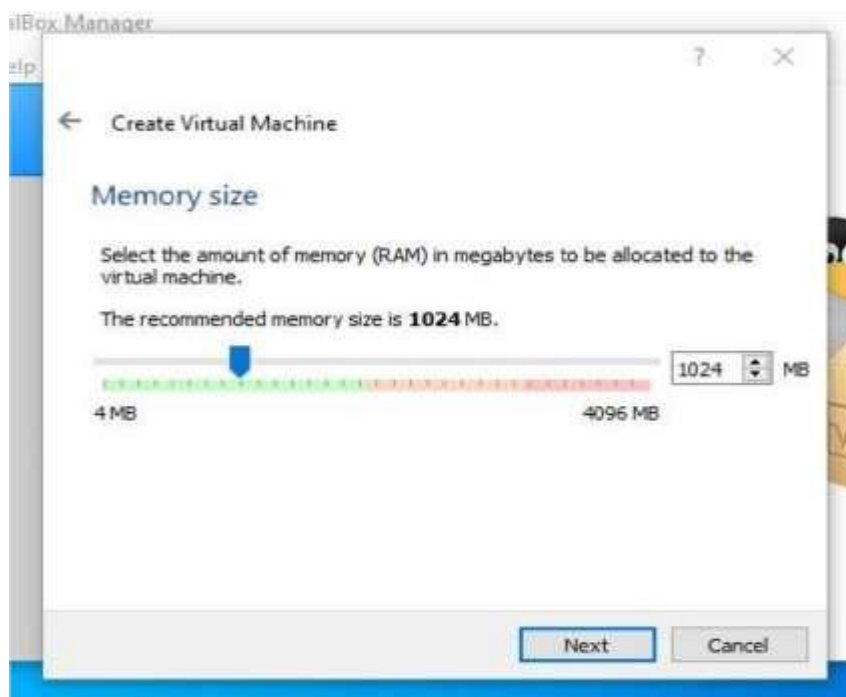 alBox Manager
elp
?
Create Virtual Machine
Memory size
Select the amount of memory (RAM) in megabytes to be allocated to the
virtual machine.
The recommended memory size is 1024 MB.
1024 MB
4 MB 4096 MB
Next Cancel